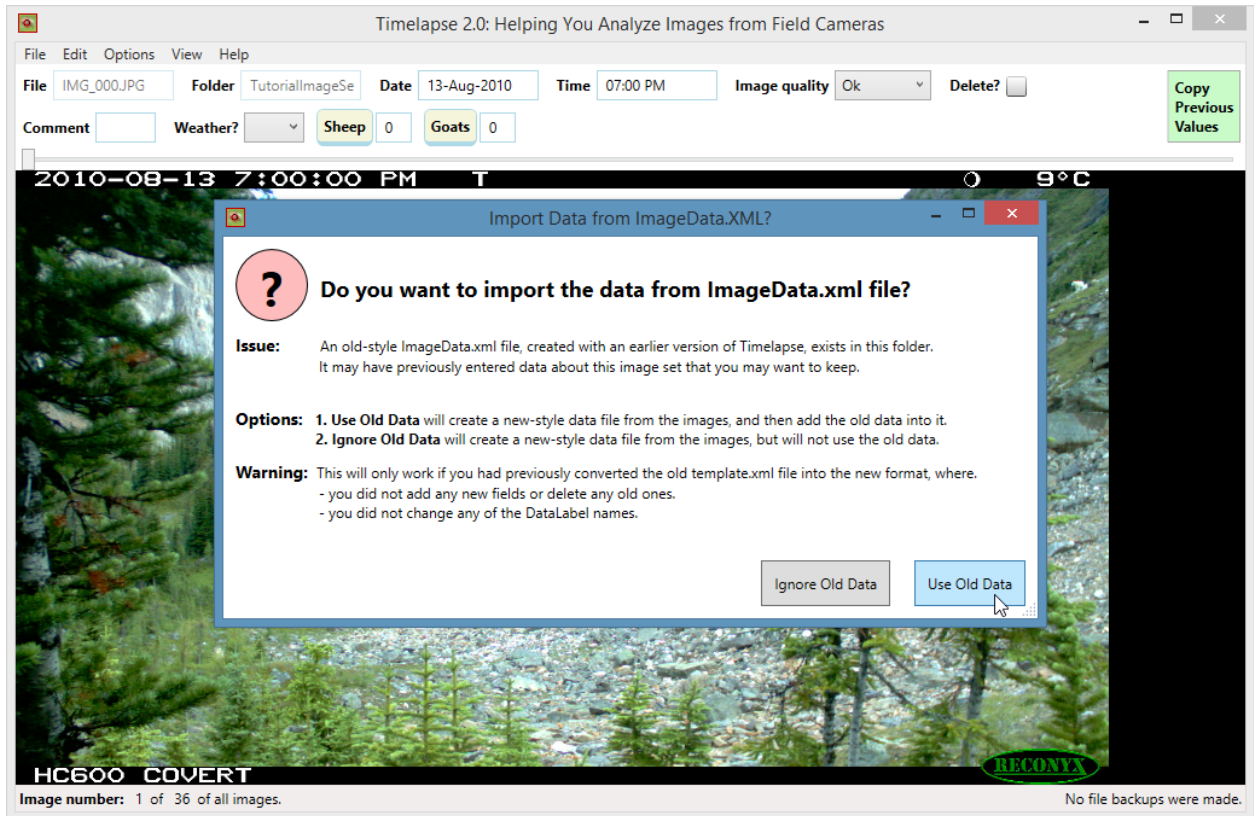 Timelapse 2.0: Helping You Analyze Images from Field Cameras
File Edit Options View Help
File IMG_000.JPG Folder TutorialImageSe Date 13-Aug-2010 Time 07:00 PM Image quality Ok Delete?
Copy
Previous
Values
Comment Weather? Sheep 0 Goats 0
2010-08-13 7:00:00 PM T 9°C
Import Data from ImageData.XML?
?
Do you want to import the data from ImageData.xml file?
Issue: An old-style ImageData.xml file, created with an earlier version of Timelapse, exists in this folder.
It may have previously entered data about this image set that you may want to keep.
Options: 1. Use Old Data will create a new-style data file from the images, and then add the old data into it.
2. Ignore Old Data will create a new-style data file from the images, but will not use the old data.
Warning: This will only work if you had previously converted the old template.xml file into the new format, where.
- you did not add any new fields or delete any old ones.
- you did not change any of the DataLabel names.
Ignore Old Data Use Old Data
HC600 COVERT
RECONYX
Image number: 1 of 36 of all images. No file backups were made.